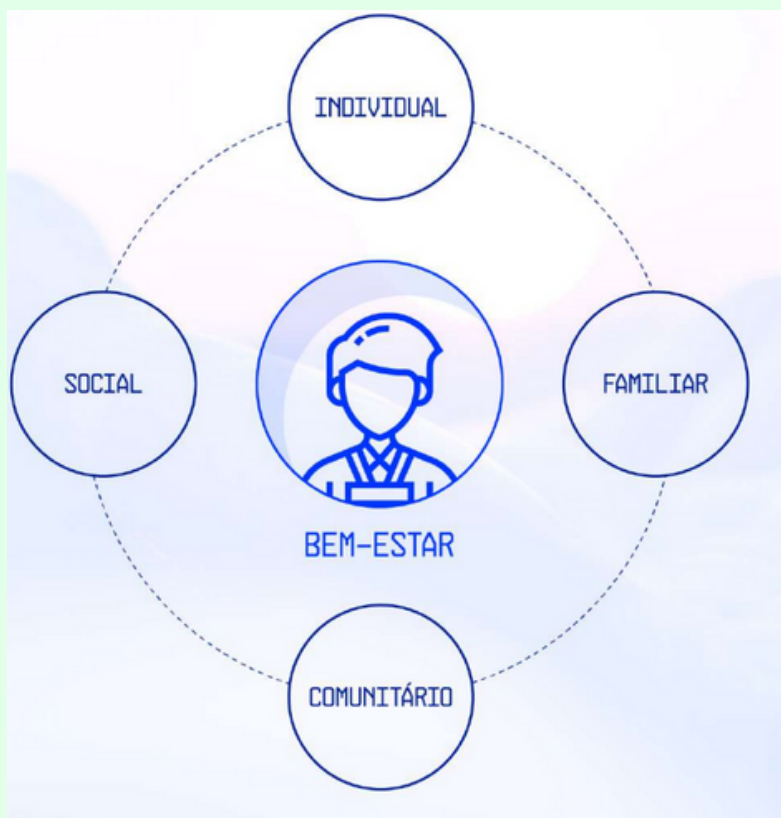 INDIVIDUAL
SOCIAL
FAMILIAR
BEM-ESTAR
COMUNITÁRIO